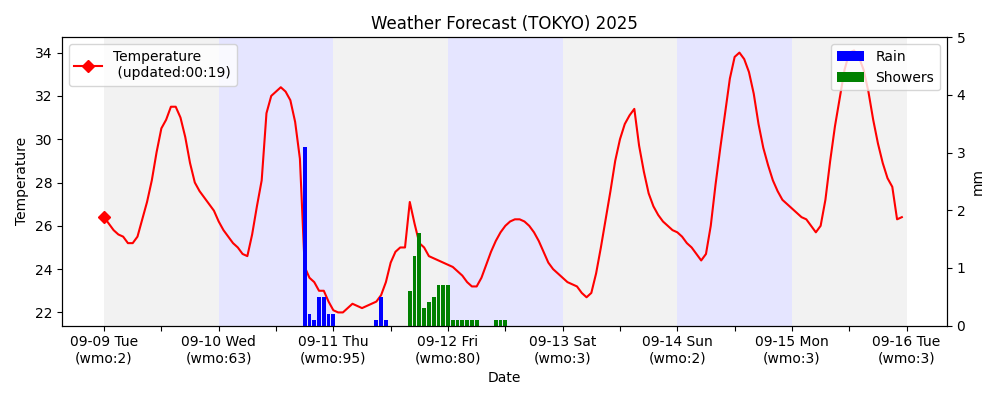 Weather Forecast (TOKYO) 2025
Temperature
(updated:00:19)
Rain
Showers
34
32
30
28
26
24
22
Temperature
5
4
3
2
1
0
mm
09-09 Tue
(wmo:2)
09-10 Wed
(wmo:63)
09-11 Thu
(wmo:95)
09-12 Fri
(wmo:80)
09-13 Sat
(wmo:3)
09-14 Sun
(wmo:2)
09-15 Mon
(wmo:3)
09-16 Tue
(wmo:3)
Date